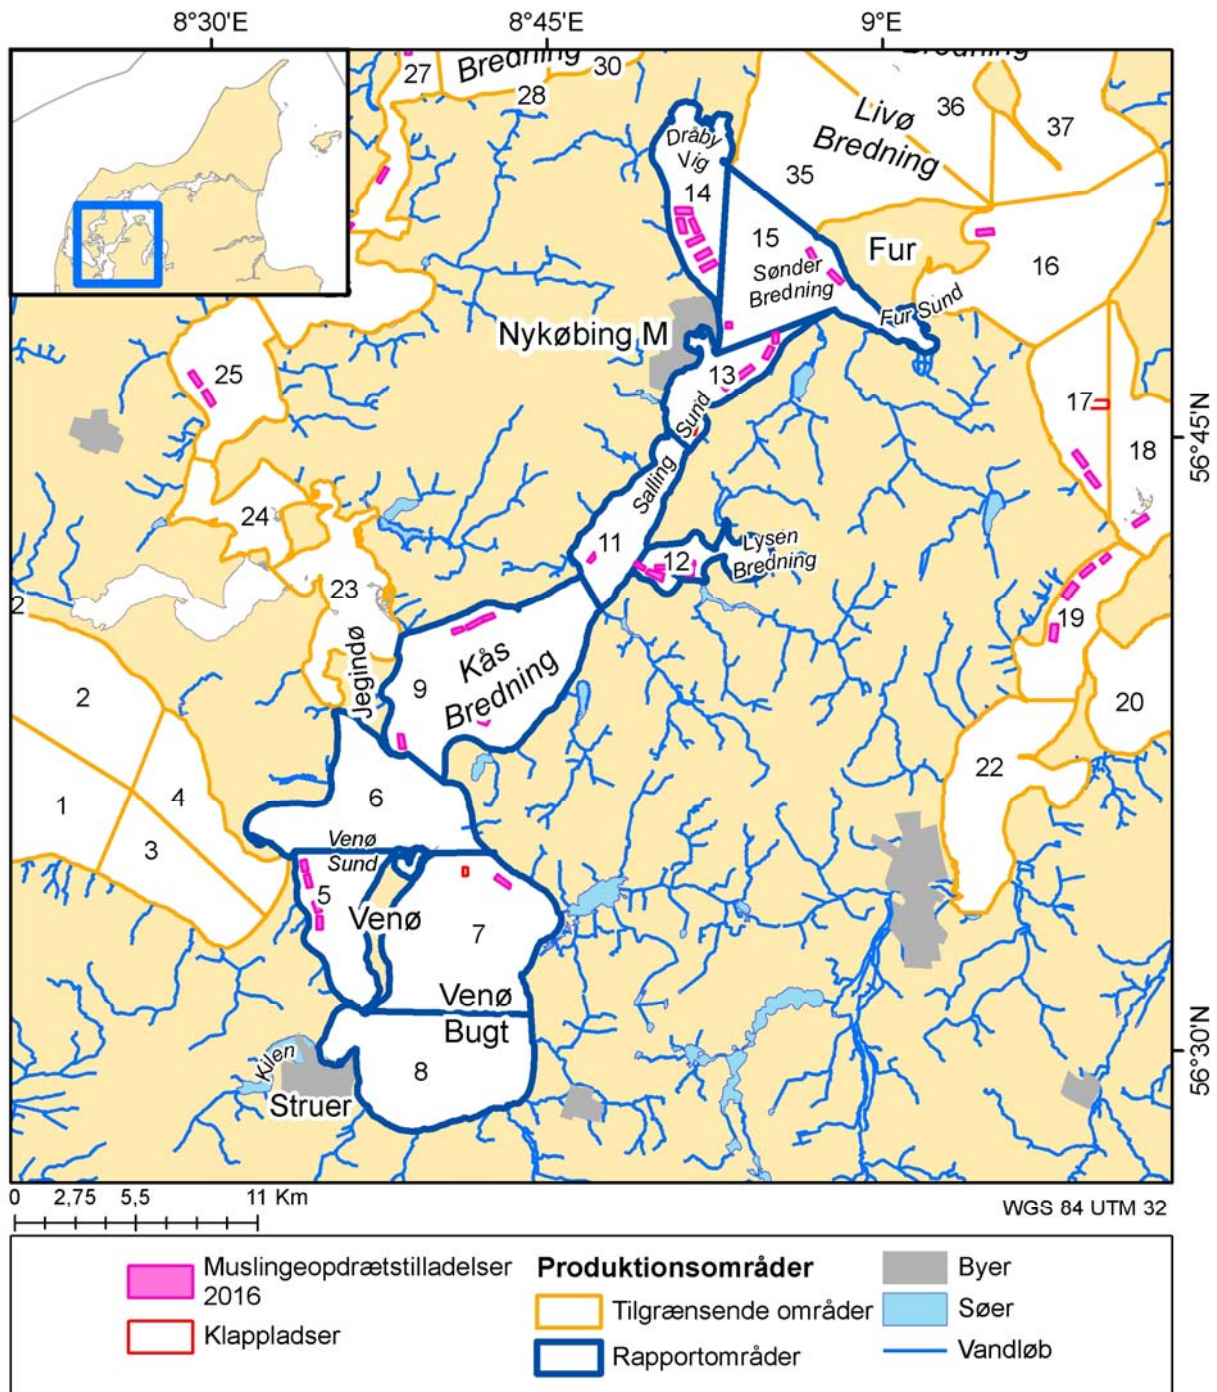 8°30'E
8°45'E
9°E
27
Bredning
30
28
Bredning
36
37
Livø
Bredning
35
Dråby
Vig
14
15
Sønder
Bredning
Fur
16
Fur Sund
Nykøbing M
13
Sund
Salling
25
17
18
56°45'N
24
11
12
Lysen
Bredning
23
2
19
Kås
Bredning
9
Jegindø
2
20
22
1
4
6
3
Venø
Sund
5
Venø
7
Venø
Bugt
8
Kilen
Struer
56°30'N
0 2,75 5,5 11 Km
WGS 84 UTM 32
Muslingeopdrætstilladelser
2016
Klappladser
Produktionsområder
Tilgrænsende områder
Rapportområder
Byer
Søer
Vandløb